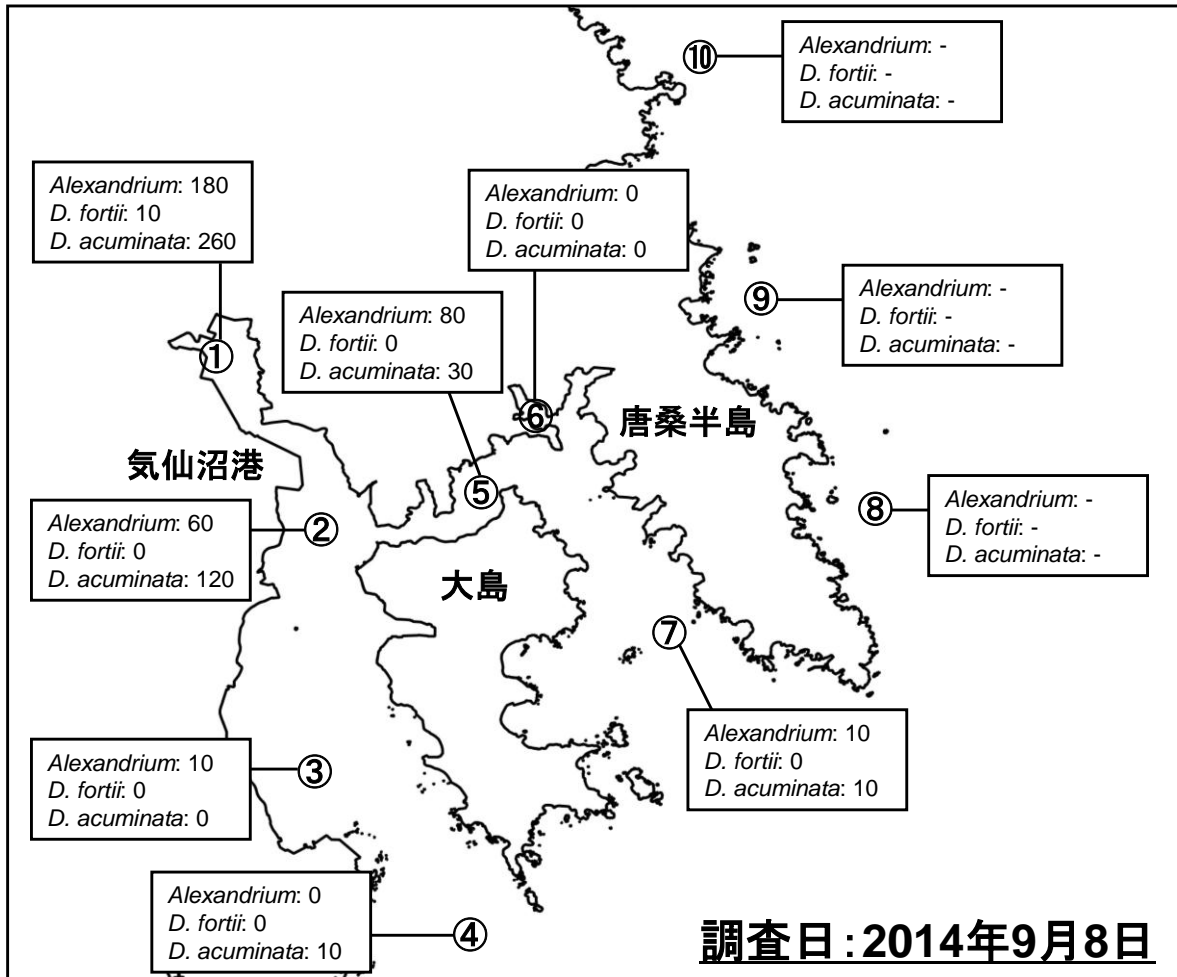 ⑩
Alexandrium: -
D. fortii: -
D. acuminata: -
Alexandrium: 180
D. fortii: 10
D. acuminata: 260
①
Alexandrium: 0
D. fortii: 0
D. acuminata: 0
⑥
⑨
Alexandrium: -
D. fortii: -
D. acuminata: -
Alexandrium: 80
D. fortii: 0
D. acuminata: 30
⑤
唐桑半島
気仙沼港
Alexandrium: 60
D. fortii: 0
D. acuminata: 120
②
⑧
Alexandrium: -
D. fortii: -
D. acuminata: -
大島
⑦
Alexandrium: 10
D. fortii: 0
D. acuminata: 10
Alexandrium: 10
D. fortii: 0
D. acuminata: 0
③
Alexandrium: 0
D. fortii: 0
D. acuminata: 10
④
調査日:2014年9月8日